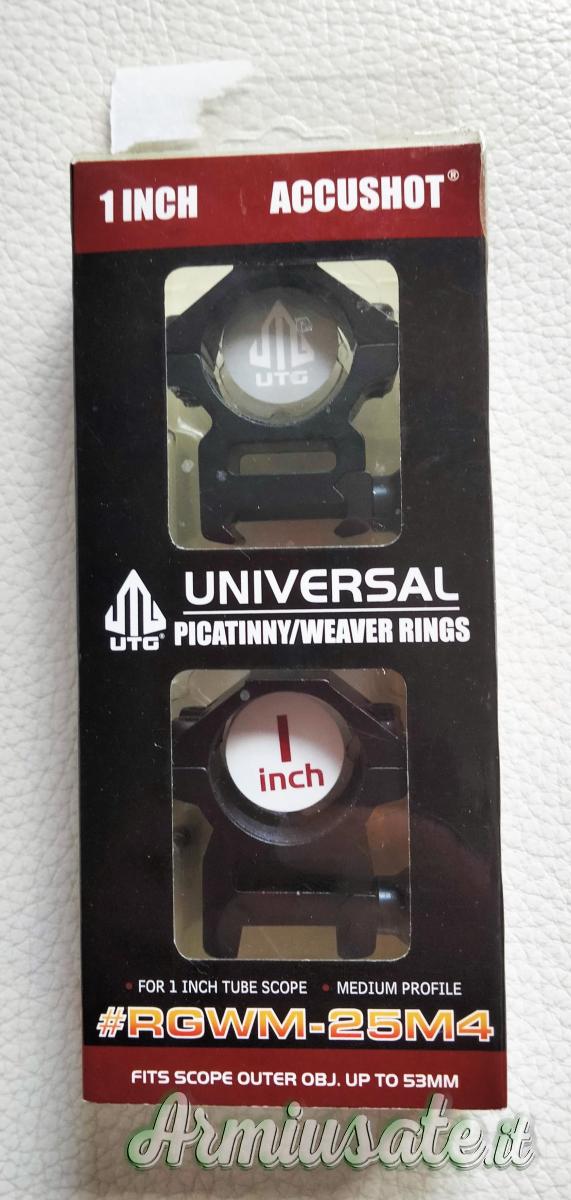 1 INCH ACCUSHOT®
UTG
UNIVERSAL
UTG®
PICATINNY/WEAVER RINGS
1
inch
• FOR 1 INCH TUBE SCOPE • MEDIUM PROFILE
#RGWM-25M4
FITS SCOPE OUTER OBJ. UP TO 53MM
Armiusate.it